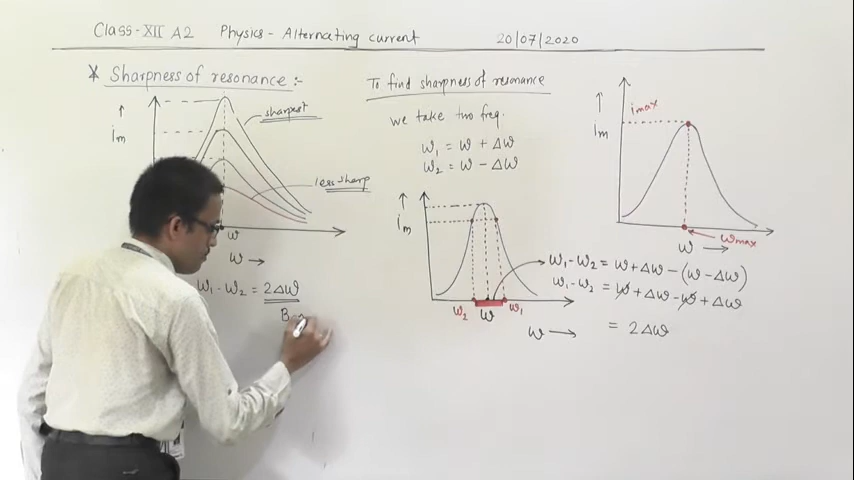 Class-XII A2 Physics - Alternating current 20/07/2020
* Sharpness of resonance :-
im
sharpest
less sharp
ω
ω →
ω₁-ω₂ = 2Δω
B
To find sharpness of resonance
we take two freq.
ω₁ = ω + Δω
ω₂ = ω - Δω
im
ω₂ ω ω₁
ω →
im
imax
ω →
ωmax
ω₁-ω₂ = ω+Δω-(ω-Δω)
ω₁-ω₂ = ω+Δω-ω+Δω
= 2Δω